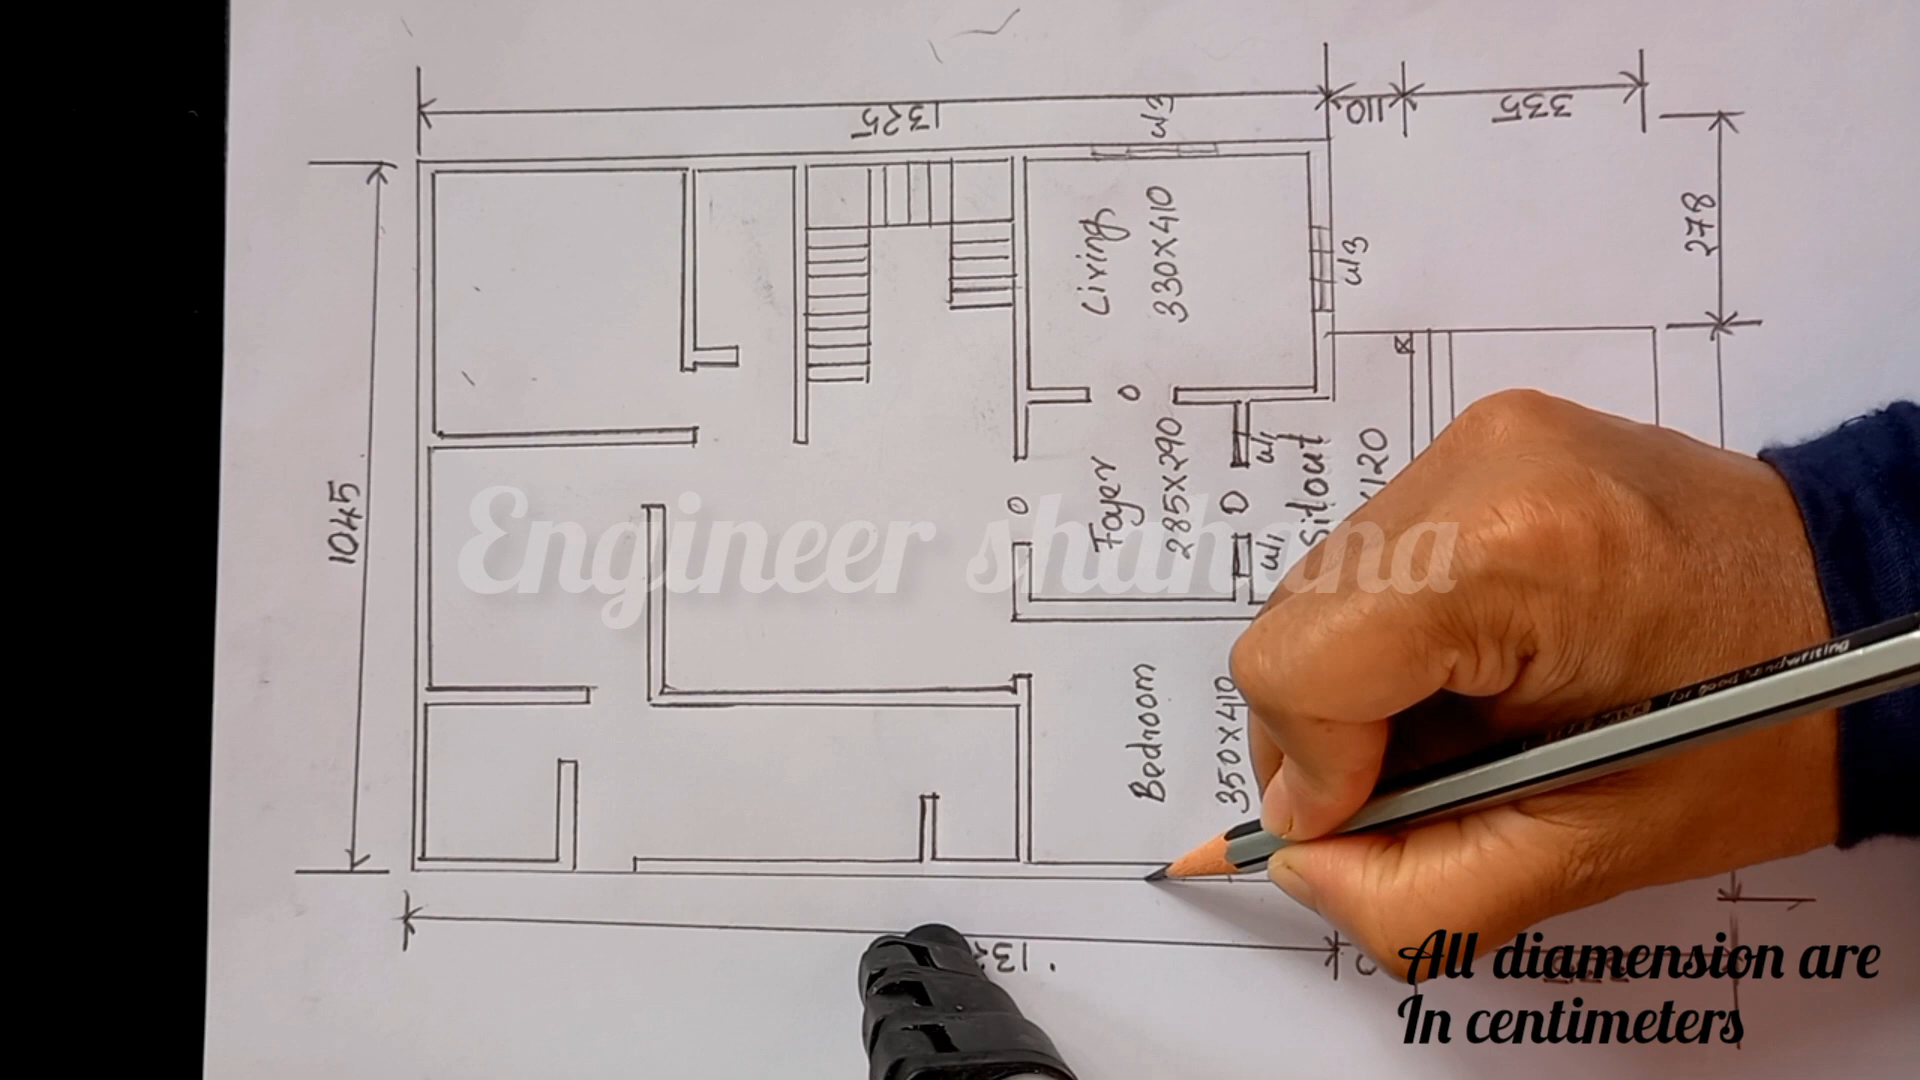 1325
110
335
W3
278
Living
330X410
W3
1045
O
O
Foyer
285X290
W1
D
W1
Sitout
X120
Engineer shahana
Bedroom
350X410
All diamension are
In centimeters